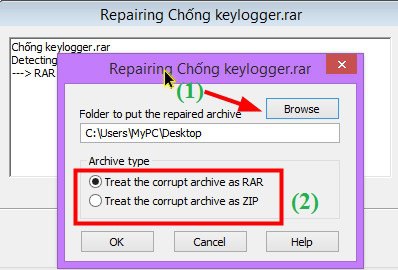 Repairing Chống keylogger.rar
Chống keylogger.rar
Detecting
---> RAR
Repairing Chống keylogger.rar
(1)
Folder to put the repaired archive
Browse
C:\Users\MyPC\Desktop
Archive type
Treat the corrupt archive as RAR
Treat the corrupt archive as ZIP
(2)
OK
Cancel
Help